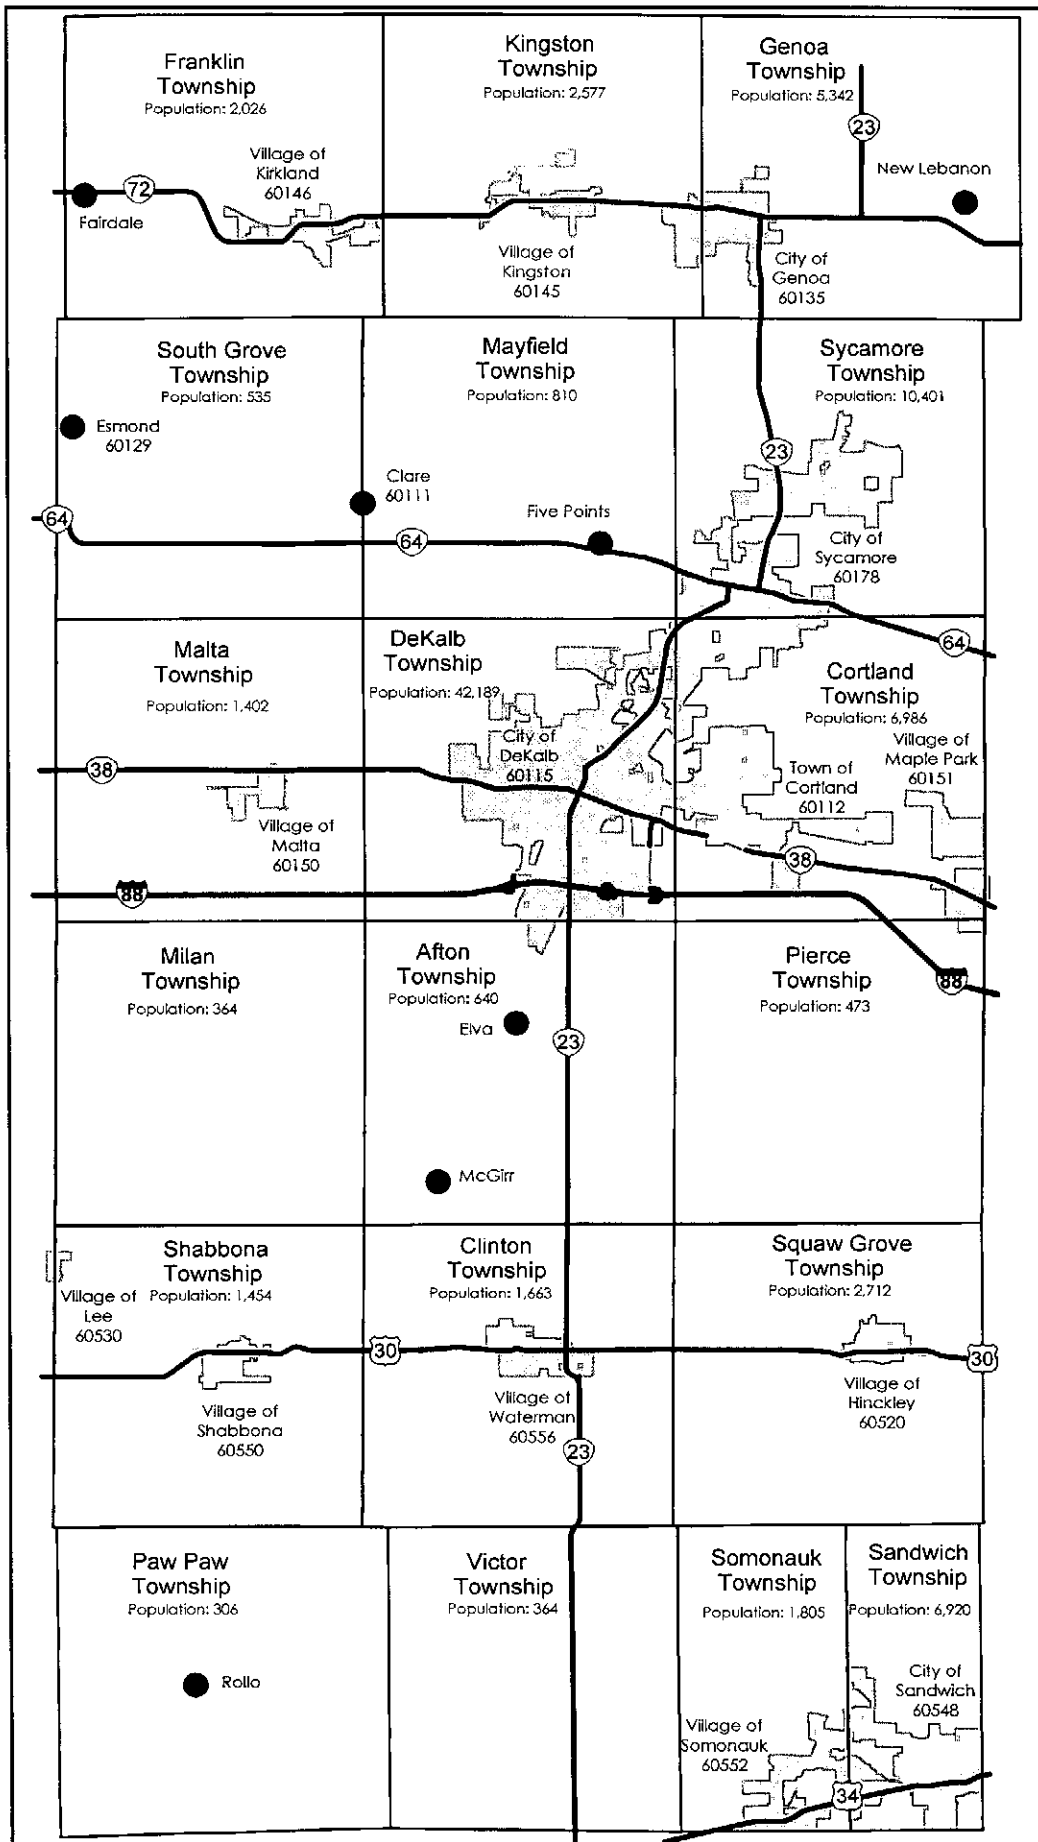 Franklin
Township
Population: 2,026
Kingston
Township
Population: 2,577
Genoa
Township
Population: 5,342
23
Village of
Kirkland
60146
72
Fairdale
New Lebanon
Village of
Kingston
60145
City of
Genoa
60135
South Grove
Township
Population: 535
Mayfield
Township
Population: 810
Sycamore
Township
Population: 10,401
Esmond
60129
23
Clare
60111
Five Points
64
64
City of
Sycamore
60178
Malta
Township
Population: 1,402
DeKalb
Township
Population: 42,189
64
Cortland
Township
Population: 6,986
City of
DeKalb
60115
Village of
Maple Park
60151
38
Town of
Cortland
60112
Village of
Malta
60150
38
88
Milan
Township
Population: 364
Afton
Township
Population: 640
Pierce
Township
Population: 473
88
Elva
23
McGirr
Shabbona
Township
Population: 1,454
Clinton
Township
Population: 1,663
Squaw Grove
Township
Population: 2,712
Village of
Lee
60530
30
30
Village of
Shabbona
60550
Village of
Waterman
60556
Village of
Hinckley
60520
23
Paw Paw
Township
Population: 306
Victor
Township
Population: 364
Somonauk
Township
Population: 1,805
Sandwich
Township
Population: 6,920
Rollo
City of
Sandwich
60548
Village of
Somonauk
60552
34